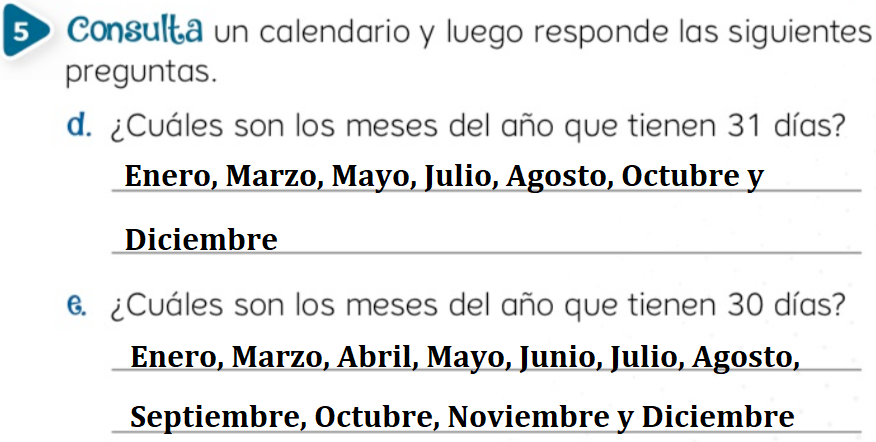 5 Consulta un calendario y luego responde las siguientes
preguntas.
d. ¿Cuáles son los meses del año que tienen 31 días?
Enero, Marzo, Mayo, Julio, Agosto, Octubre y
Diciembre
e. ¿Cuáles son los meses del año que tienen 30 días?
Enero, Marzo, Abril, Mayo, Junio, Julio, Agosto,
Septiembre, Octubre, Noviembre y Diciembre